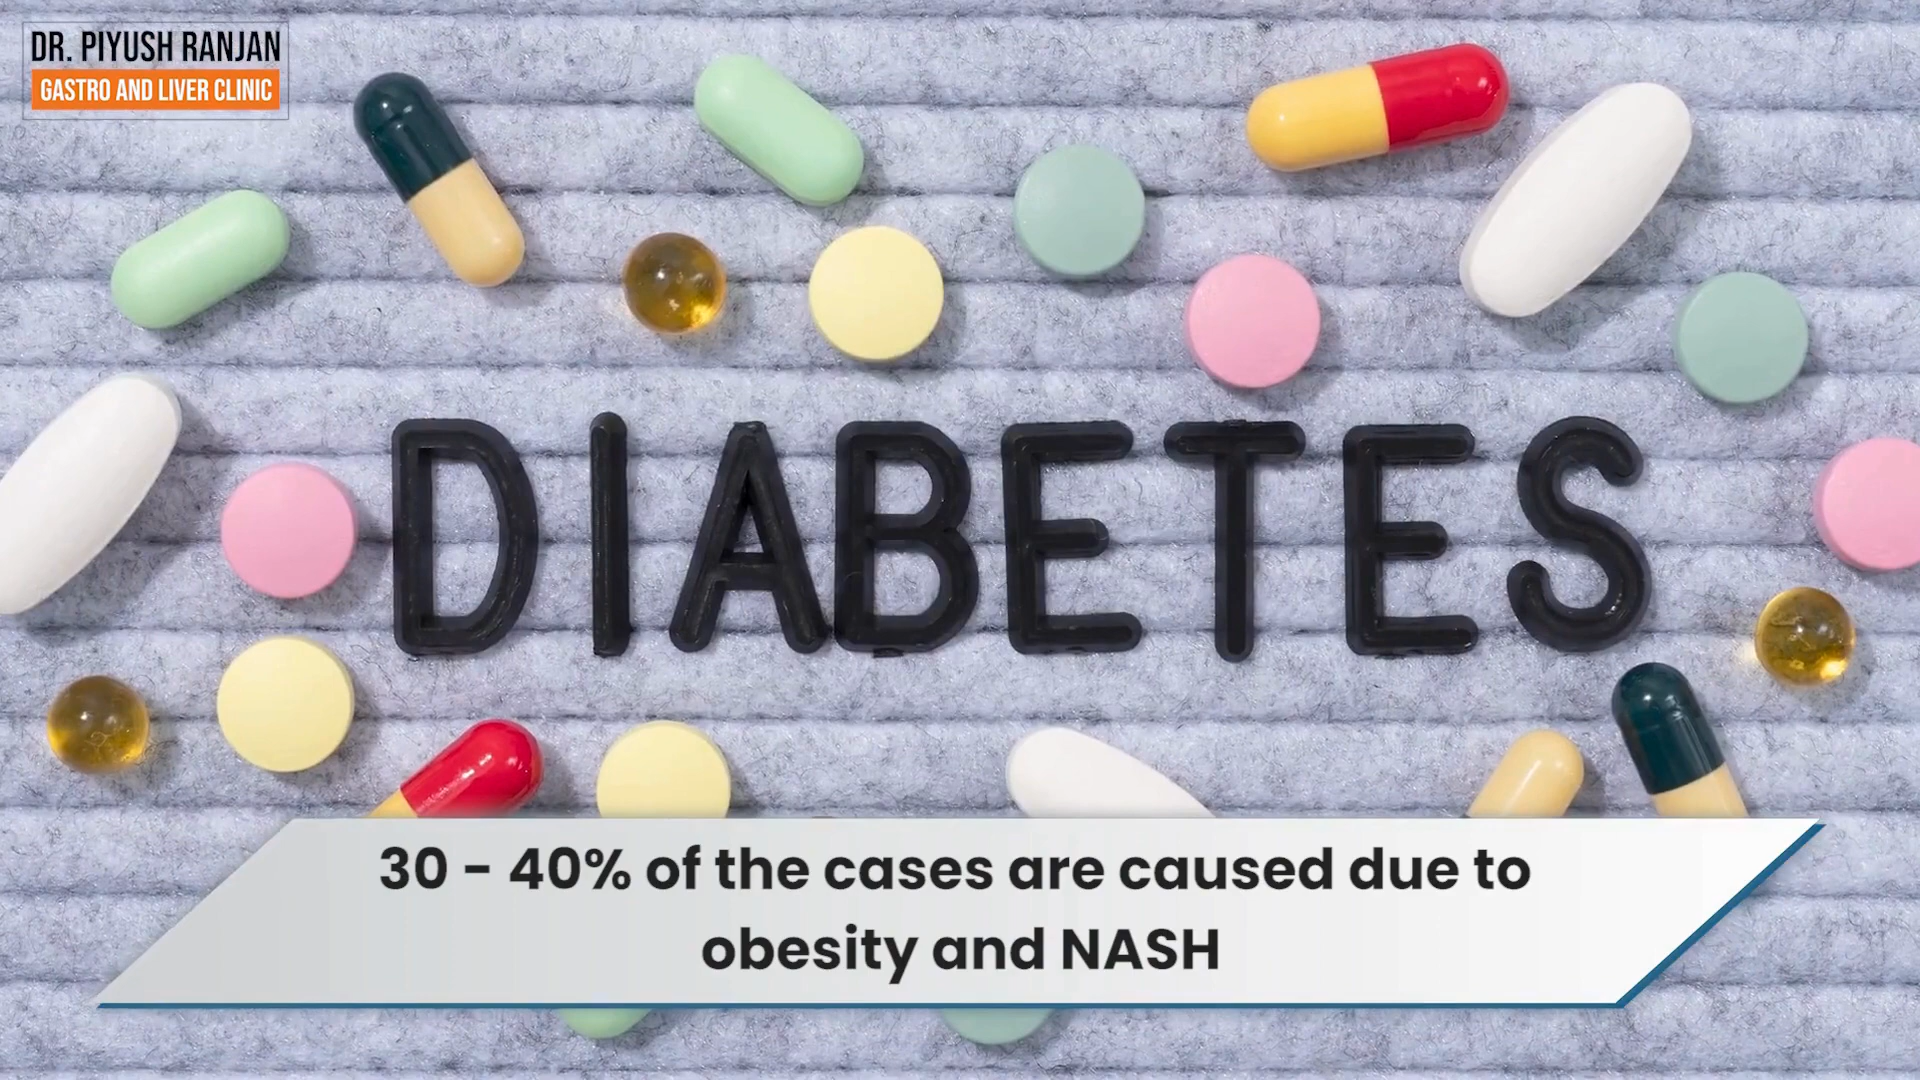 DR. PIYUSH RANJAN
GASTRO AND LIVER CLINIC
DIABETES
30 - 40% of the cases are caused due to
obesity and NASH